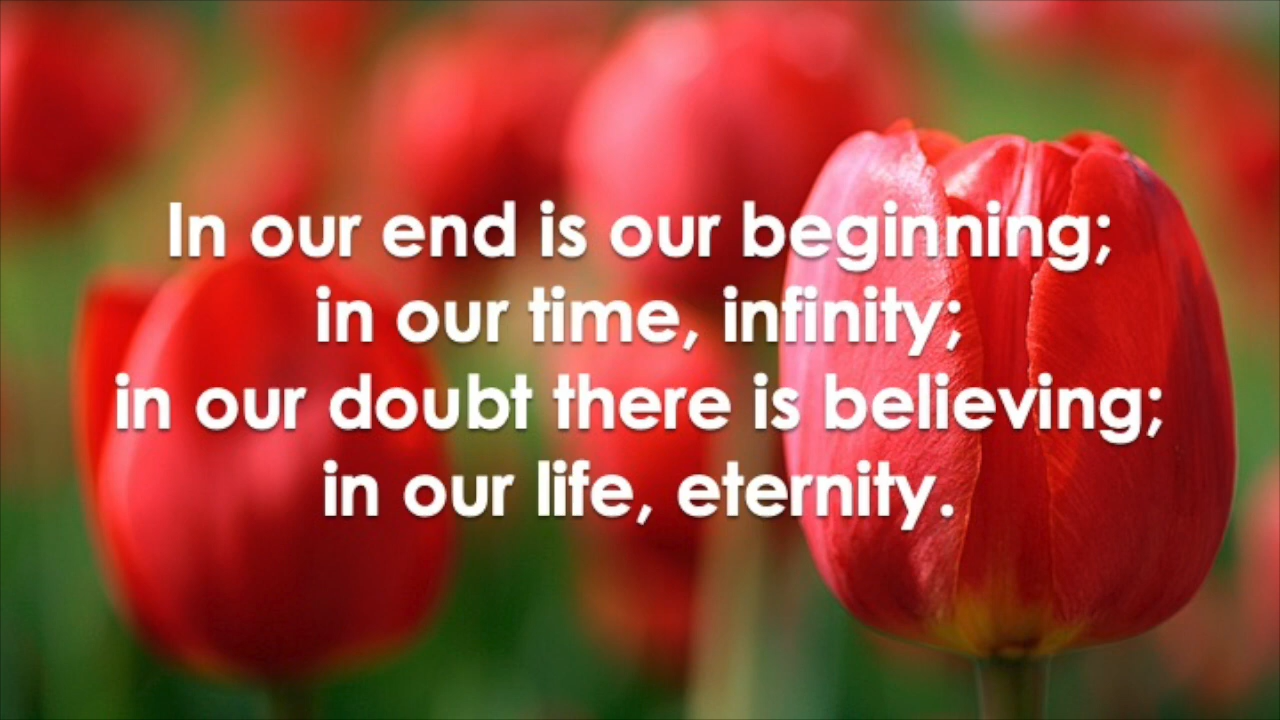 In our end is our beginning;
in our time, infinity;
in our doubt there is believing;
in our life, eternity.